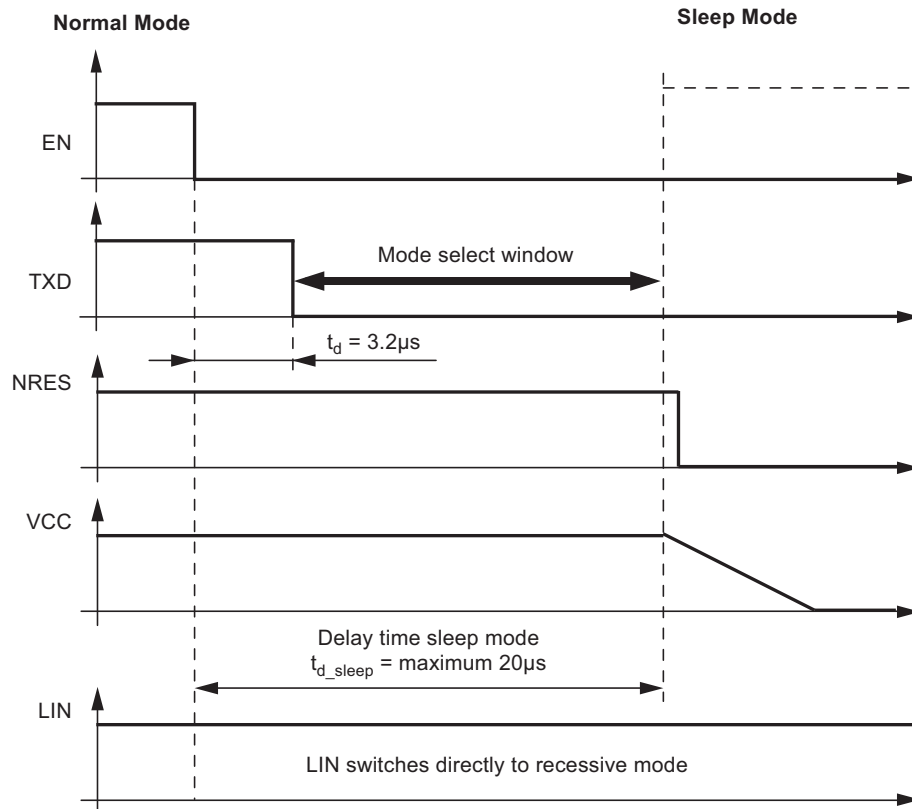 Normal Mode
Sleep Mode
EN
TXD
Mode select window
t_d = 3.2µs
NRES
VCC
Delay time sleep mode
t_d_sleep = maximum 20µs
LIN
LIN switches directly to recessive mode